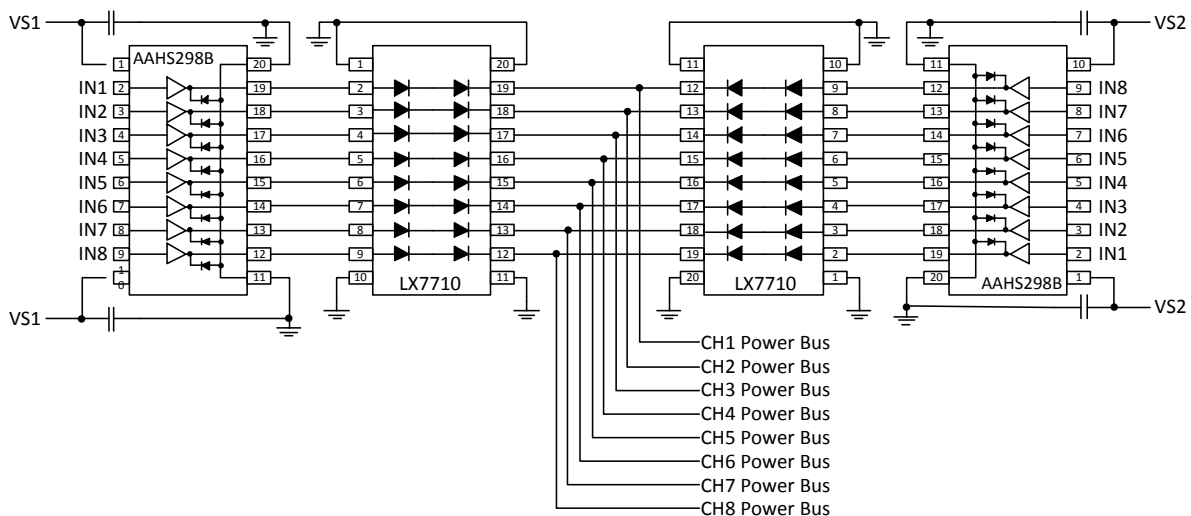 VS1
VS2
AAHS298B
1 20 1 20 11 10 11 10
IN1 2 19 2 19 12 9 12 9 IN8
IN2 3 18 3 18 13 8 13 8 IN7
IN3 4 17 4 17 14 7 14 7 IN6
IN4 5 16 5 16 15 6 15 6 IN5
IN5 6 15 6 15 16 5 16 5 IN4
IN6 7 14 7 14 17 4 17 4 IN3
IN7 8 13 8 13 18 3 18 3 IN2
IN8 9 12 9 12 19 2 19 2 IN1
10 11 10 11 20 1 20 1
LX7710
LX7710
AAHS298B
VS1
VS2
CH1 Power Bus
CH2 Power Bus
CH3 Power Bus
CH4 Power Bus
CH5 Power Bus
CH6 Power Bus
CH7 Power Bus
CH8 Power Bus